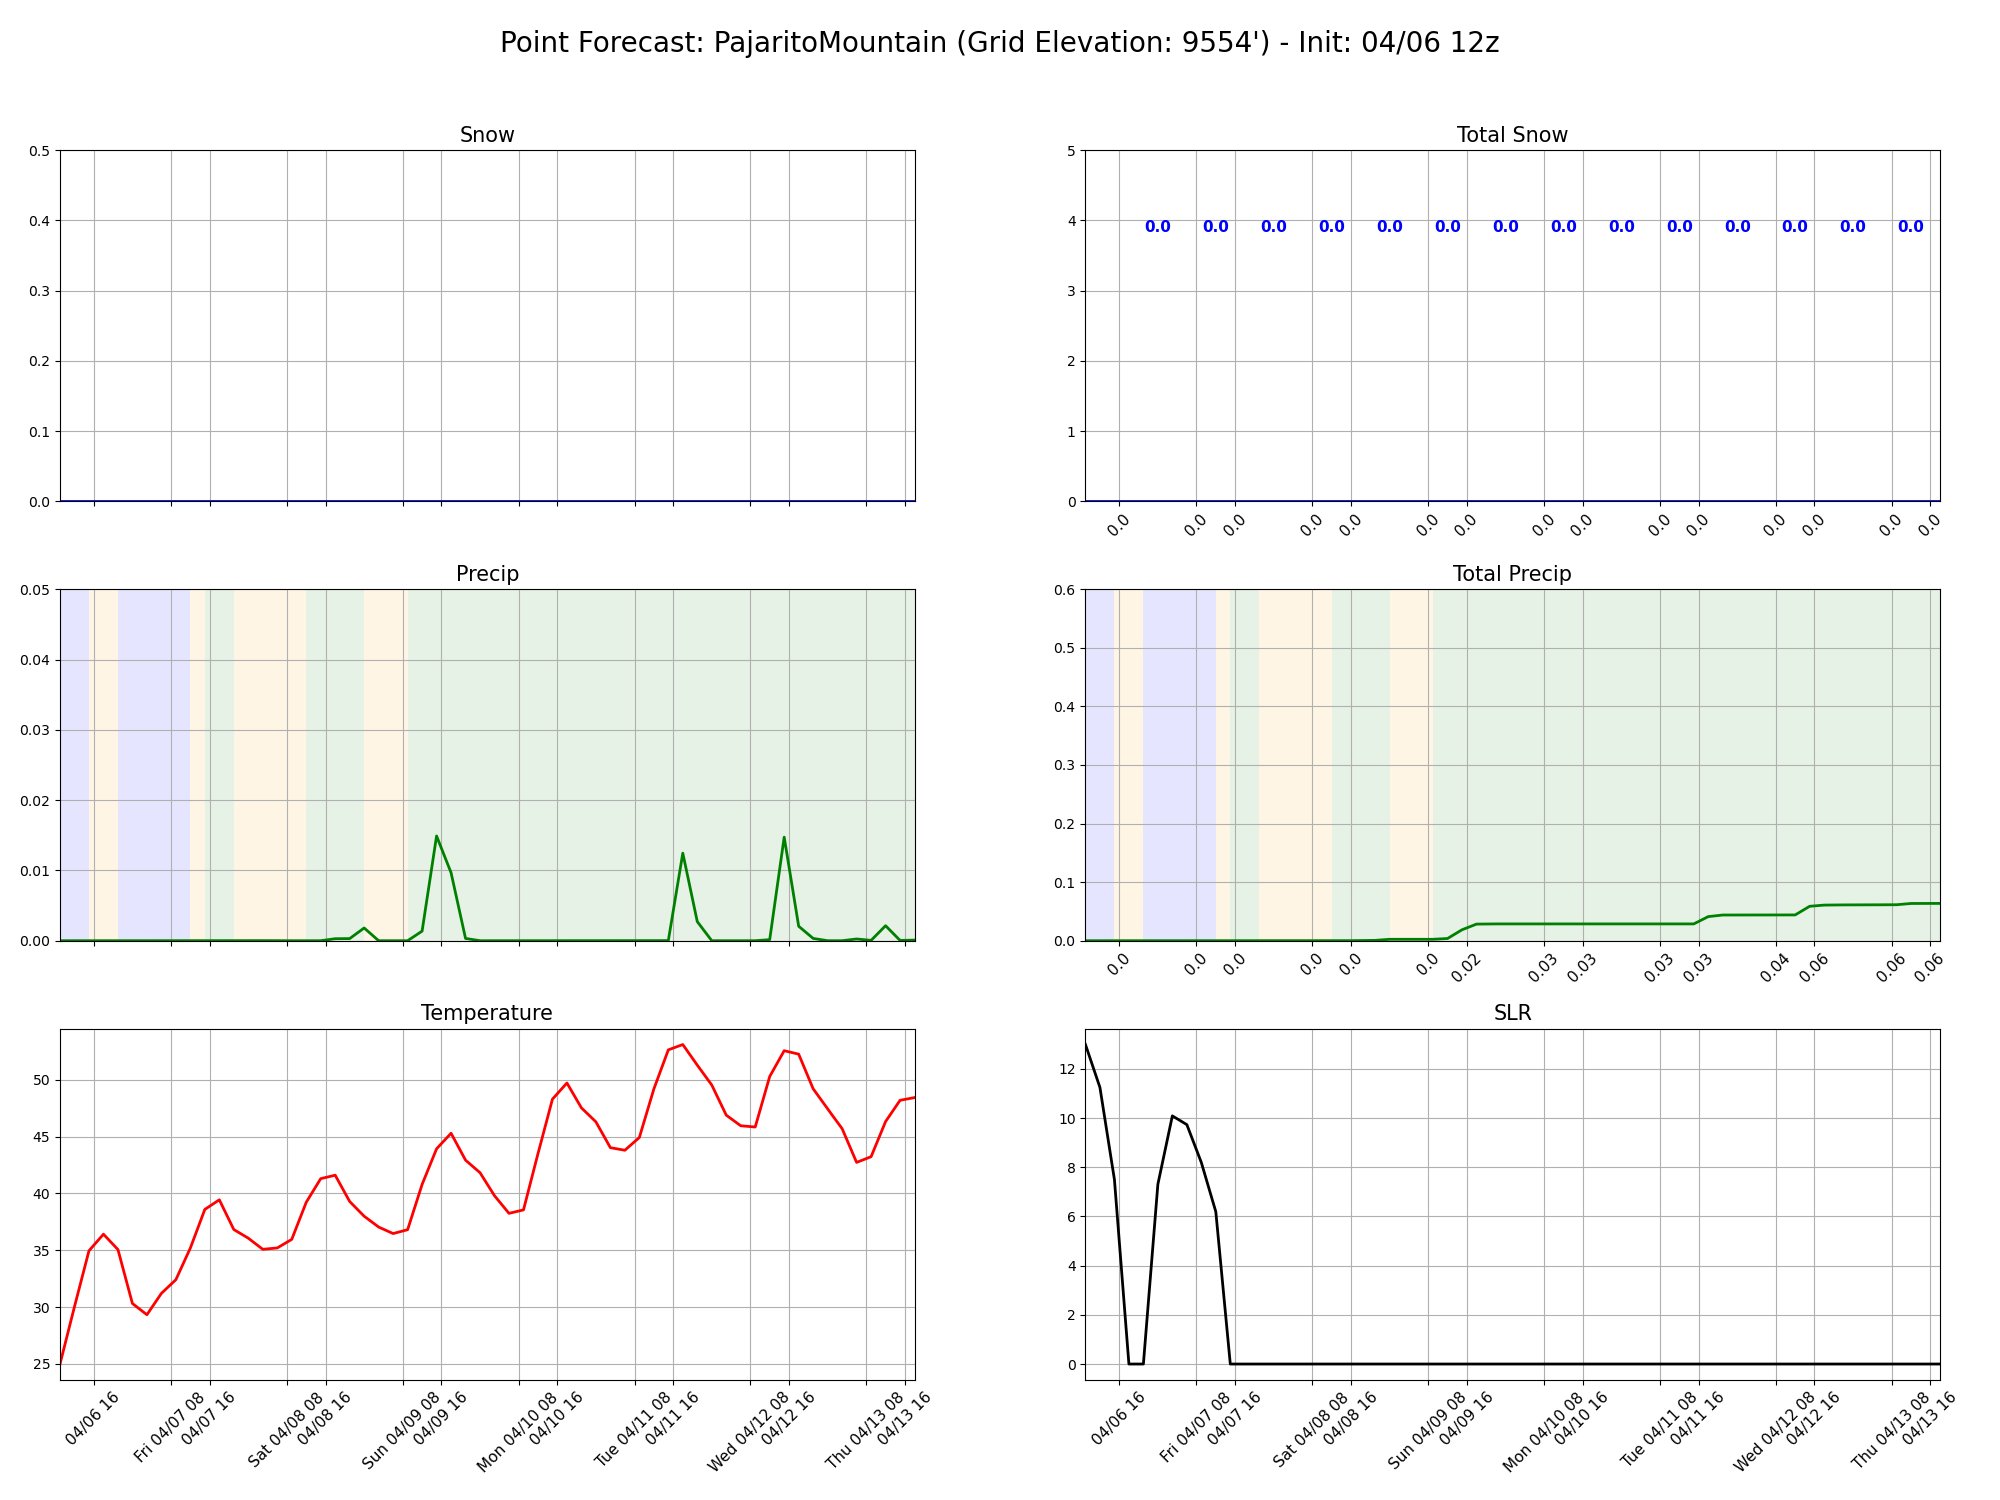 Point Forecast: PajaritoMountain (Grid Elevation: 9554') - Init: 04/06 12z
Snow
0.5
0.4
0.3
0.2
0.1
0.0
Total Snow
5
4
3
2
1
0
0.0 0.0 0.0 0.0 0.0 0.0 0.0 0.0 0.0 0.0 0.0 0.0 0.0 0.0
0.0 0.0 0.0 0.0 0.0 0.0 0.0 0.0 0.0 0.0 0.0 0.0 0.0 0.0 0.0
Precip
0.05
0.04
0.03
0.02
0.01
0.00
Total Precip
0.6
0.5
0.4
0.3
0.2
0.1
0.0
0.0 0.0 0.0 0.0 0.0 0.0 0.02 0.03 0.03 0.03 0.03 0.04 0.06 0.06 0.06
Temperature
50
45
40
35
30
25
04/06 16
Fri 04/07 08
04/07 16
Sat 04/08 08
04/08 16
Sun 04/09 08
04/09 16
Mon 04/10 08
04/10 16
Tue 04/11 08
04/11 16
Wed 04/12 08
04/12 16
Thu 04/13 08
04/13 16
SLR
12
10
8
6
4
2
0
04/06 16
Fri 04/07 08
04/07 16
Sat 04/08 08
04/08 16
Sun 04/09 08
04/09 16
Mon 04/10 08
04/10 16
Tue 04/11 08
04/11 16
Wed 04/12 08
04/12 16
Thu 04/13 08
04/13 16